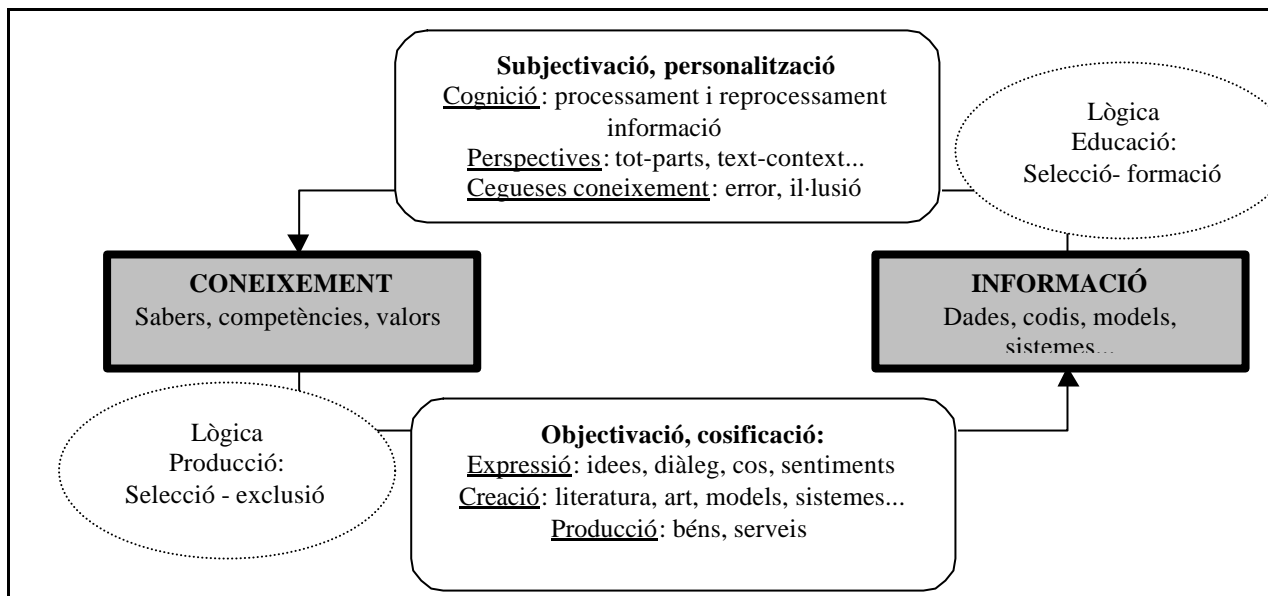 Subjectivació, personalització
Cognició: processament i reprocessament
informació
Perspectives: tot-parts, text-context...
Cegueses coneixement: error, il·lusió
Lògica
Educació:
Selecció- formació
CONEIXEMENT
Sabers, competències, valors
INFORMACIÓ
Dades, codis, models,
sistemes...
Lògica
Producció:
Selecció - exclusió
Objectivació, cosificació:
Expressió: idees, diàleg, cos, sentiments
Creació: literatura, art, models, sistemes...
Producció: béns, serveis